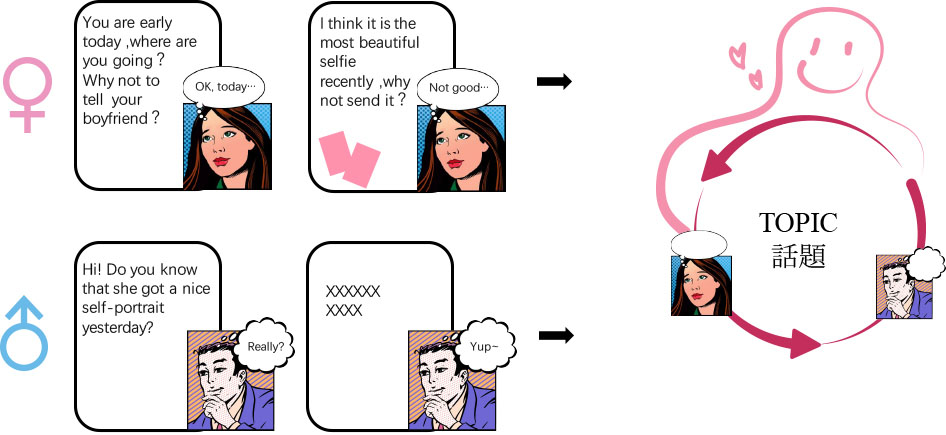 You are early
today ,where are
you going ?
Why not to
tell your
boyfriend ?
OK, today···
I think it is the
most beautiful
selfie
recently ,why
not send it ?
Not good···
Hi! Do you know
that she got a nice
self-portrait
yesterday?
Really?
XXXXXX
XXXX
Yup~
TOPIC
話題